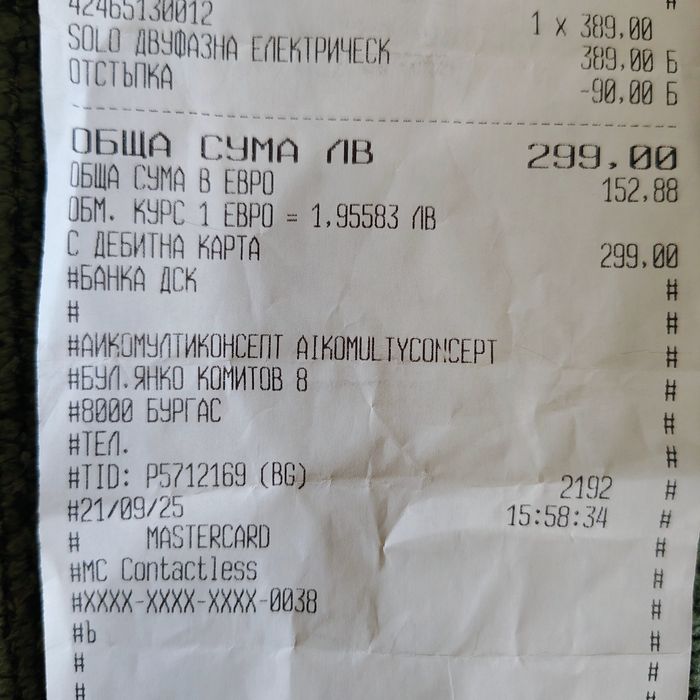 42465130012
1 x 389,00
SOLO ДВУФАЗНА ЕЛЕКТРИЧЕСК 389,00 Б
ОТСТЪПКА -90,00 Б
ОБЩА СУМА ЛВ 299,00
ОБЩА СУМА В ЕВРО 152,88
ОБМ. КУРС 1 ЕВРО = 1,95583 ЛВ
С ДЕБИТНА КАРТА 299,00
#БАНКА ДСК #
# #
#АИКОМУЛТИКОНСЕПТ AIKOMULTYCONCEPT #
#БУЛ.ЯНКО КОМИТОВ 8 #
#8000 БУРГАС #
#ТЕЛ. #
#TID: P5712169 (BG) 2192 #
#21/09/25 15:58:34 #
# MASTERCARD #
#MC Contactless #
#XXXX-XXXX-XXXX-0038 #
#b #
# #
# #